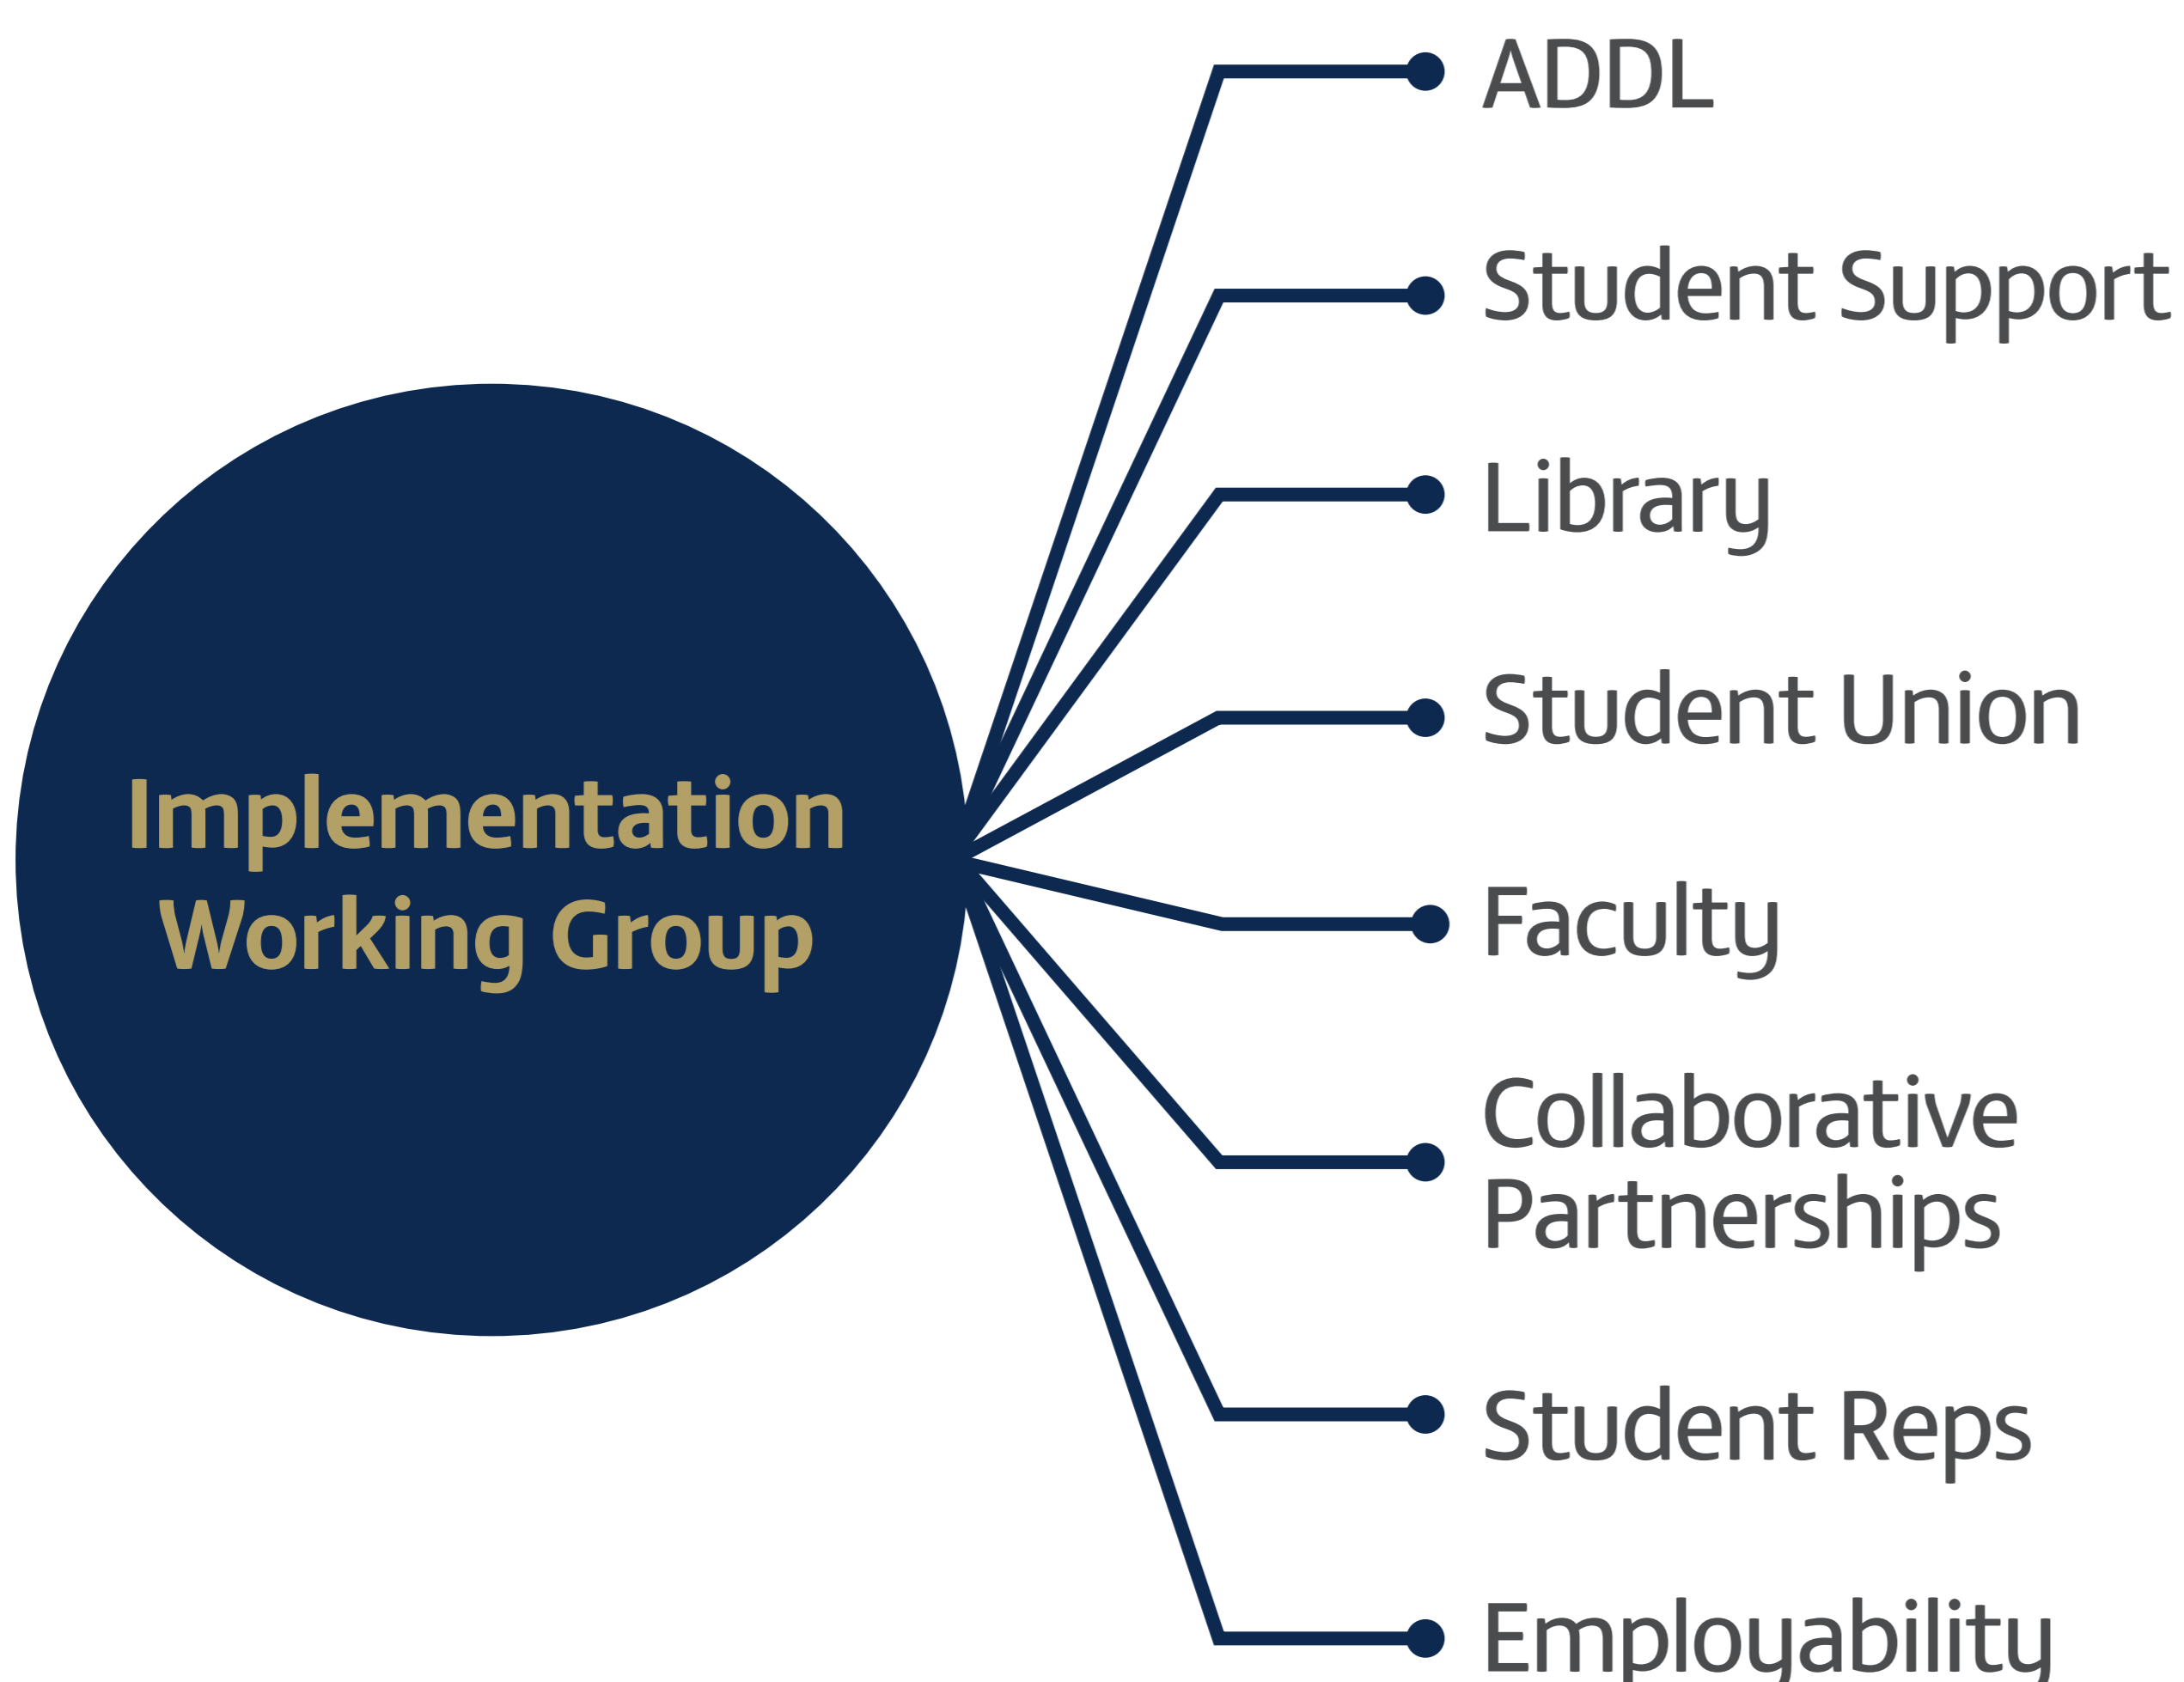 ADDL
Student Support
Library
Student Union
Implementation
Working Group
Faculty
Collaborative
Partnerships
Student Reps
Employability